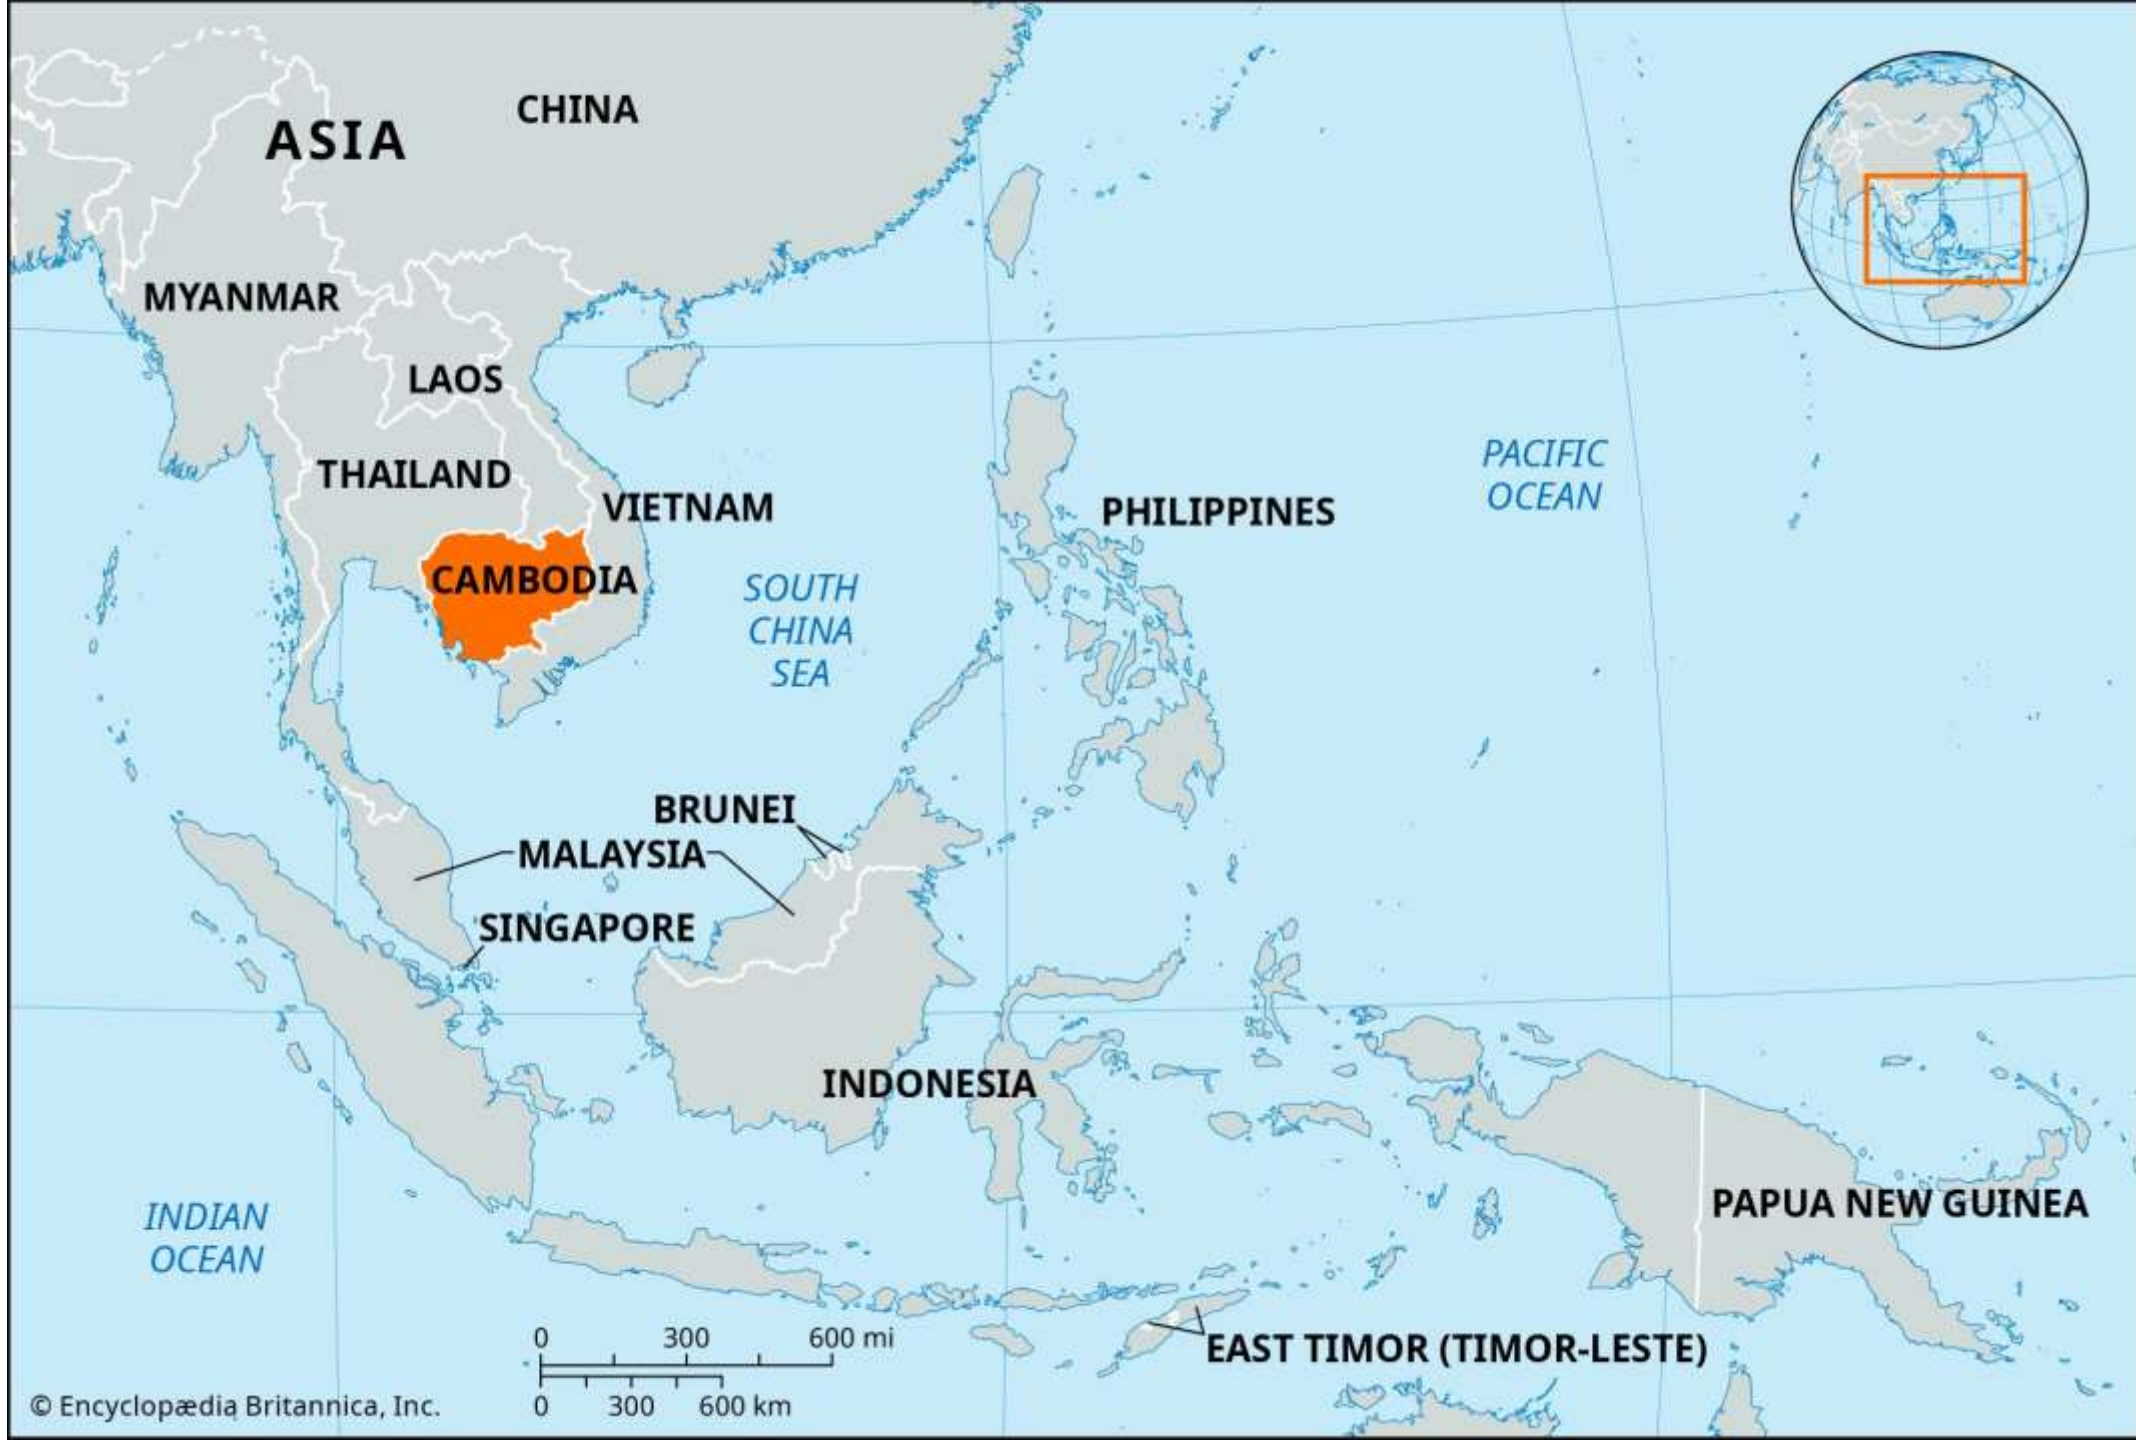 CHINA
ASIA
MYANMAR
LAOS
THAILAND
VIETNAM
CAMBODIA
PHILIPPINES
PACIFIC
OCEAN
SOUTH
CHINA
SEA
BRUNEI
MALAYSIA
SINGAPORE
INDONESIA
PAPUA NEW GUINEA
INDIAN
OCEAN
EAST TIMOR (TIMOR-LESTE)
0 300 600 mi
0 300 600 km
© Encyclopædia Britannica, Inc.